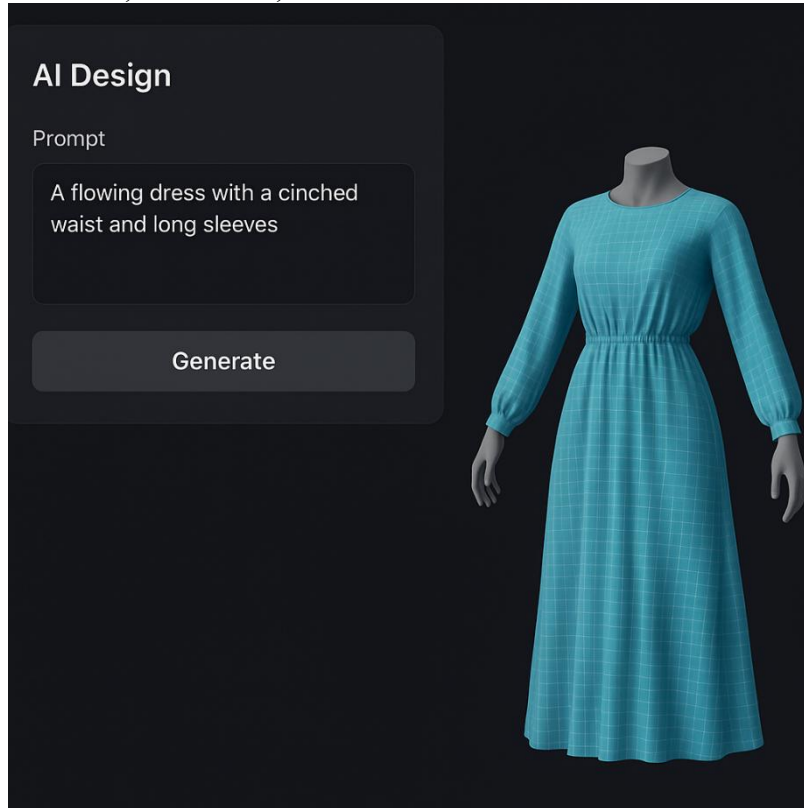 AI Design
Prompt
A flowing dress with a cinched
waist and long sleeves
Generate